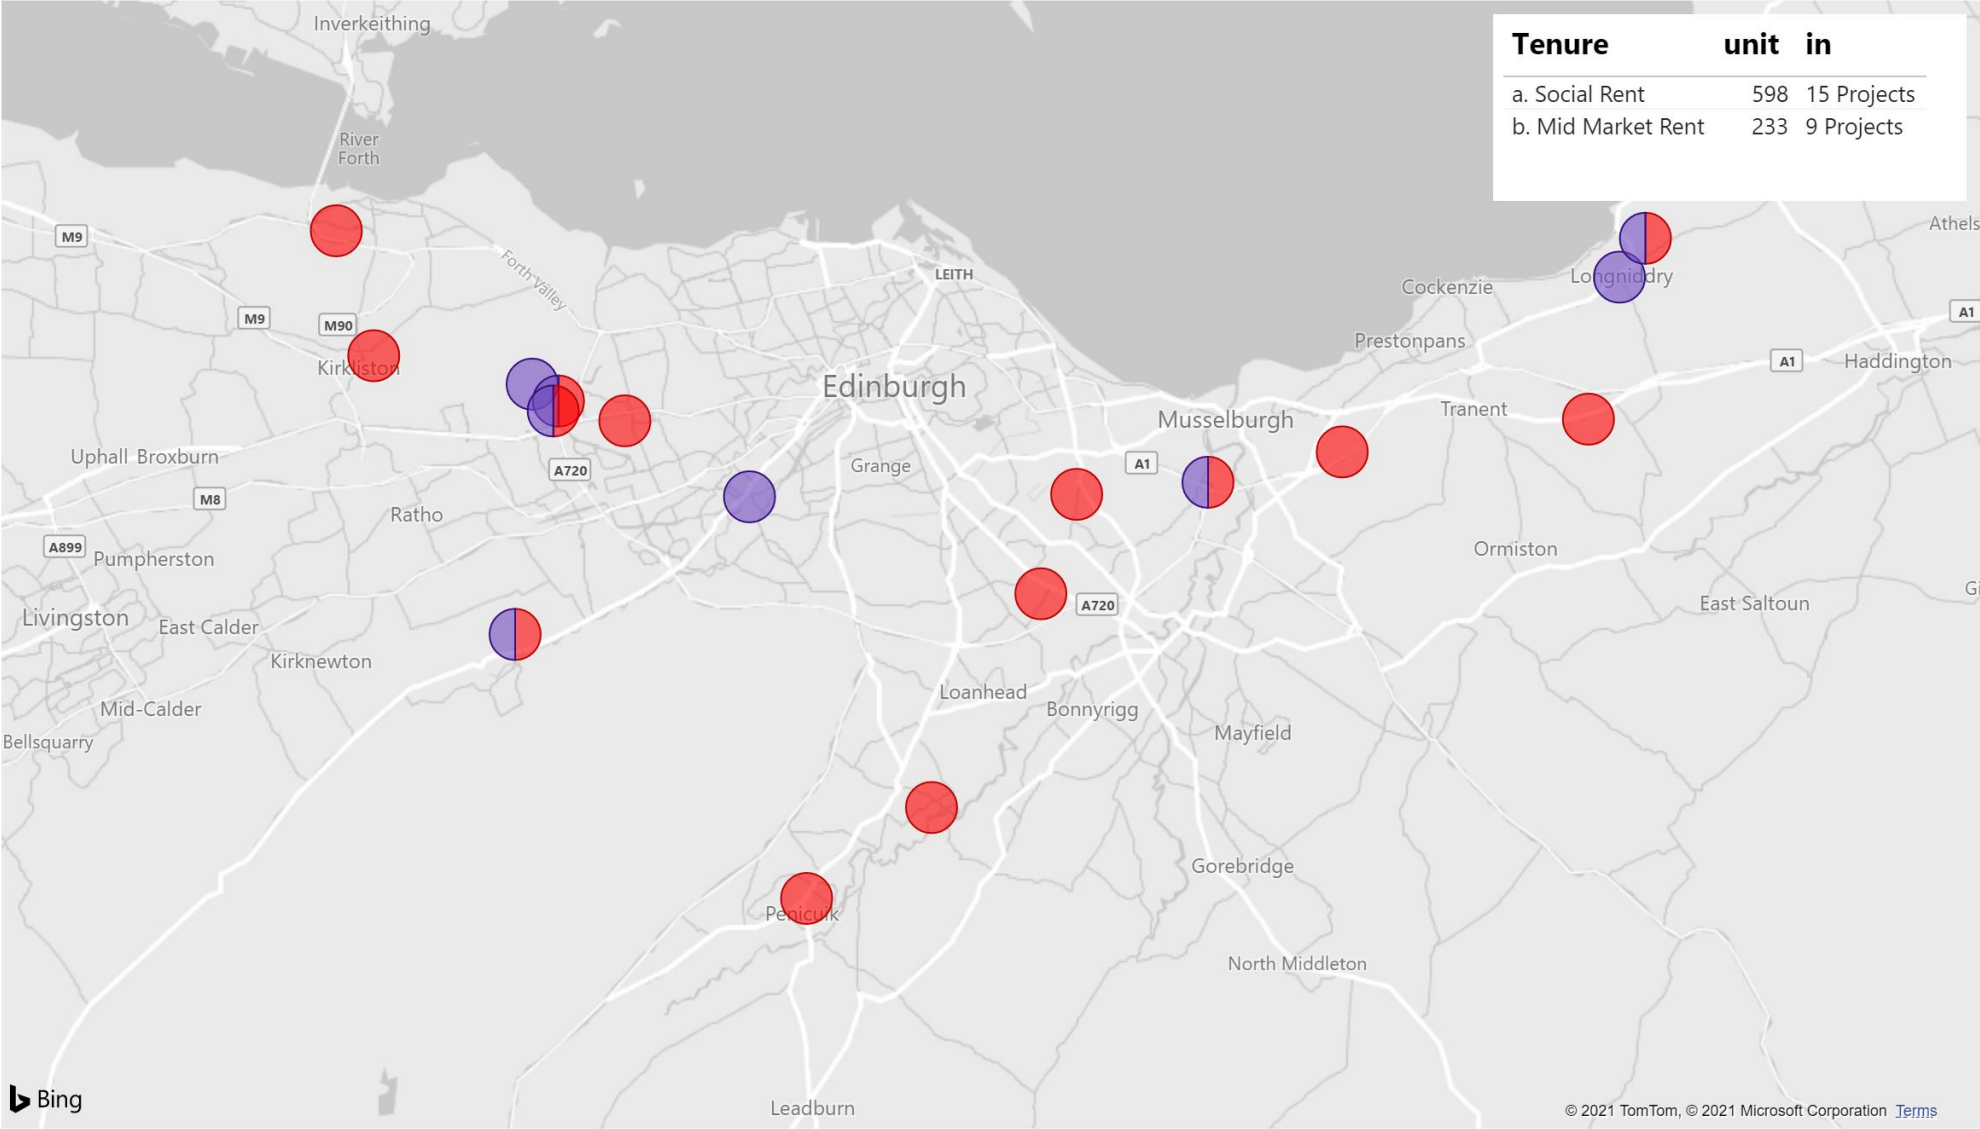 Inverkeithing
Tenure unit in
a. Social Rent 598 15 Projects
b. Mid Market Rent 233 9 Projects
River
Forth
M9
Athels
Forth Valley
LEITH
Longniddry
Cockenzie
M9
M90
A1
Prestonpans
Kirkliston
A1
Haddington
Edinburgh
Tranent
Musselburgh
Uphall Broxburn
A720
Grange
A1
M8
Ratho
A899
Pumpherston
Ormiston
Gi
A720
East Saltoun
Livingston
East Calder
Kirknewton
Loanhead
Mid-Calder
Bonnyrigg
Bellsquarry
Mayfield
Gorebridge
Penicuik
North Middleton
Bing
Leadburn
© 2021 TomTom, © 2021 Microsoft Corporation Terms